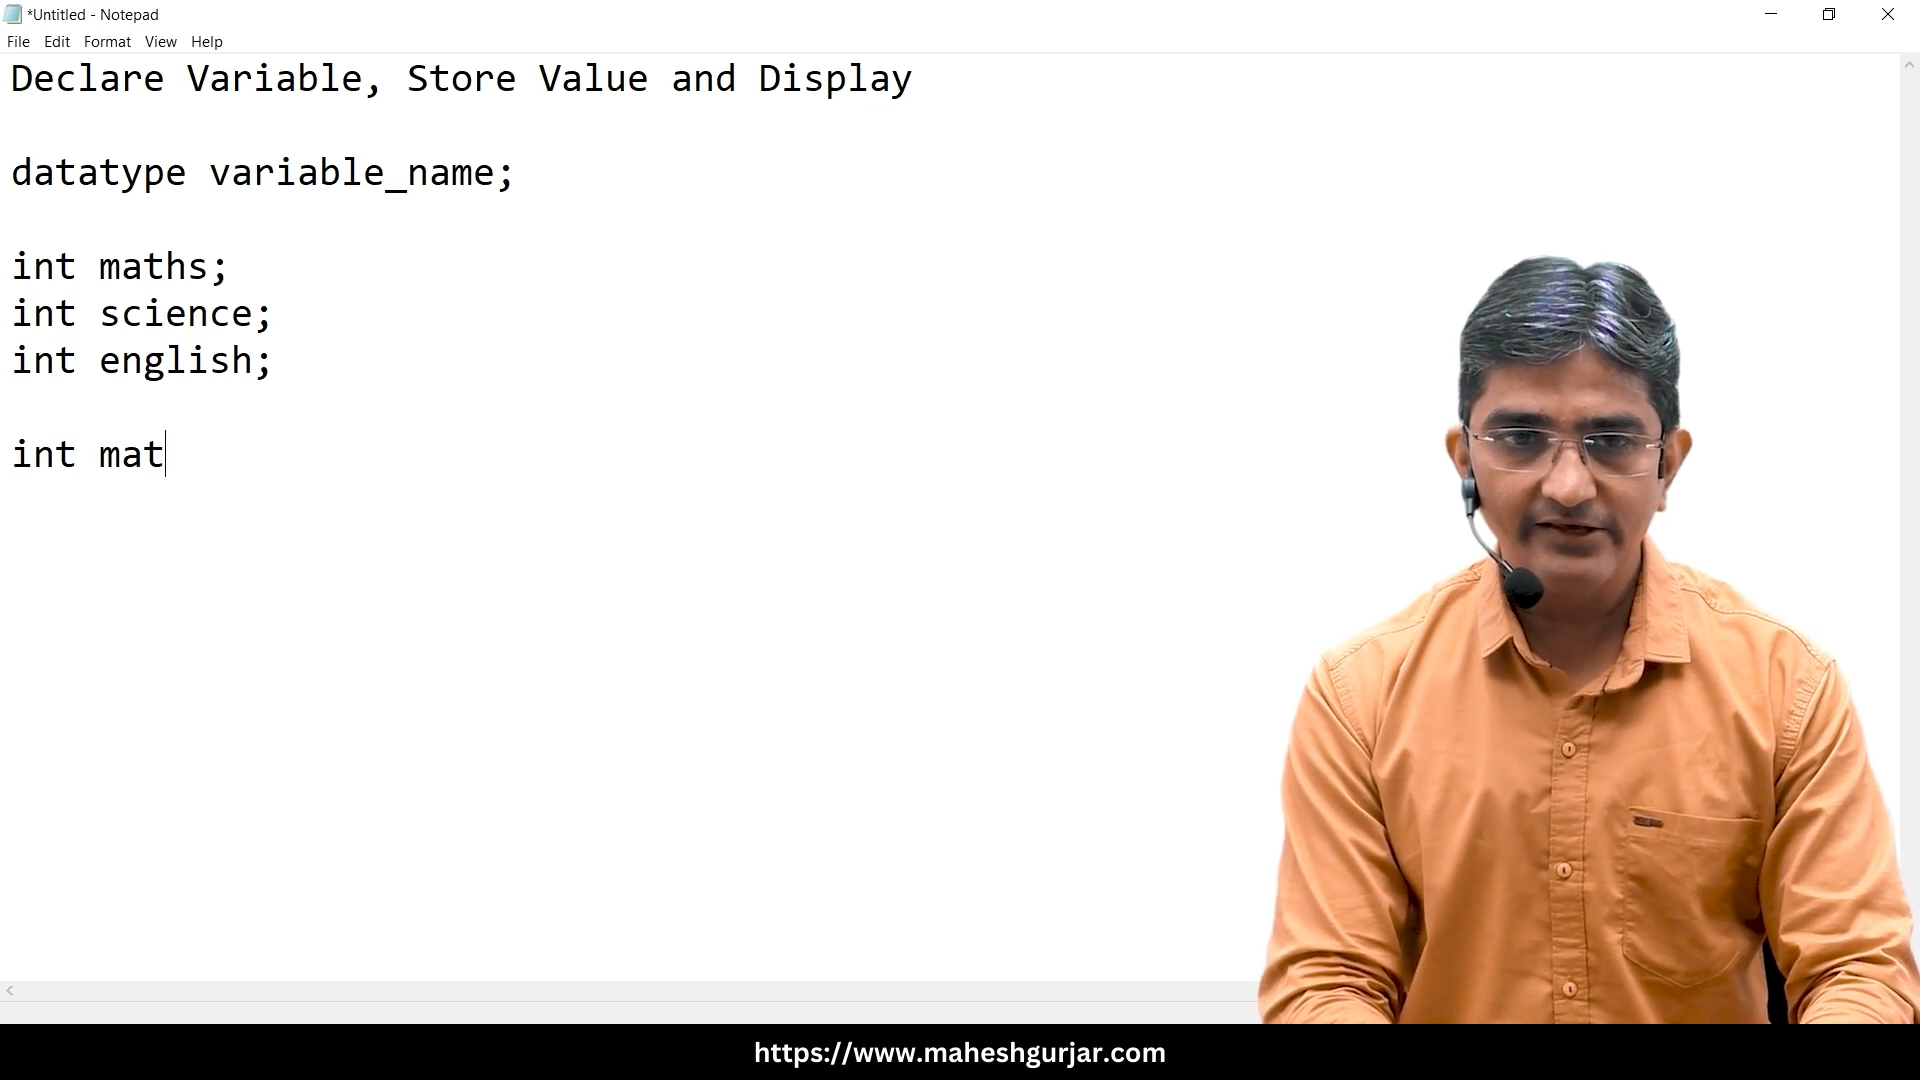 *Untitled - Notepad
File Edit Format View Help
Declare Variable, Store Value and Display
datatype variable_name;
int maths;
int science;
int english;
int mat
https://www.maheshgurjar.com